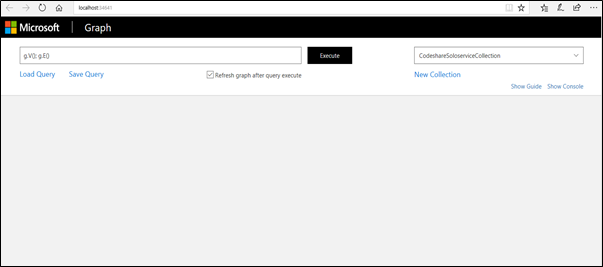 localhost:34641
Microsoft | Graph
g.V(); g.E()
Execute
CodeshareSoloserviceCollection
Load Query
Save Query
Refresh graph after query execute
New Collection
Show Guide
Show Console